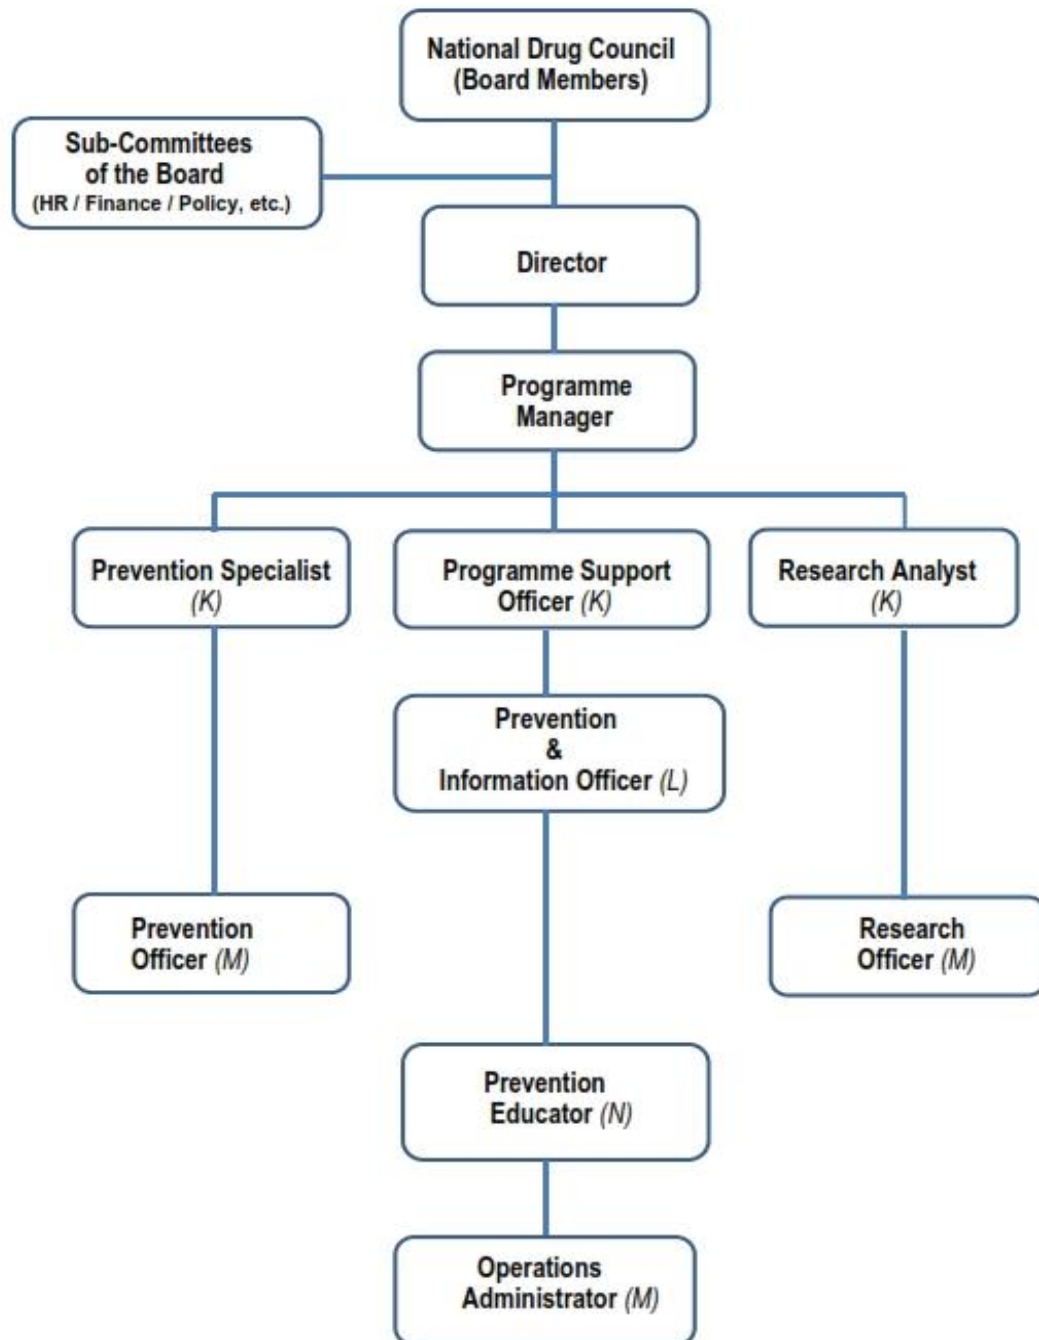 National Drug Council
(Board Members)
Sub-Committees
of the Board
(HR / Finance / Policy, etc.)
Director
Programme
Manager
Prevention Specialist
(K)
Programme Support
Officer (K)
Research Analyst
(K)
Prevention
&
Information Officer (L)
Prevention
Officer (M)
Research
Officer (M)
Prevention
Educator (N)
Operations
Administrator (M)